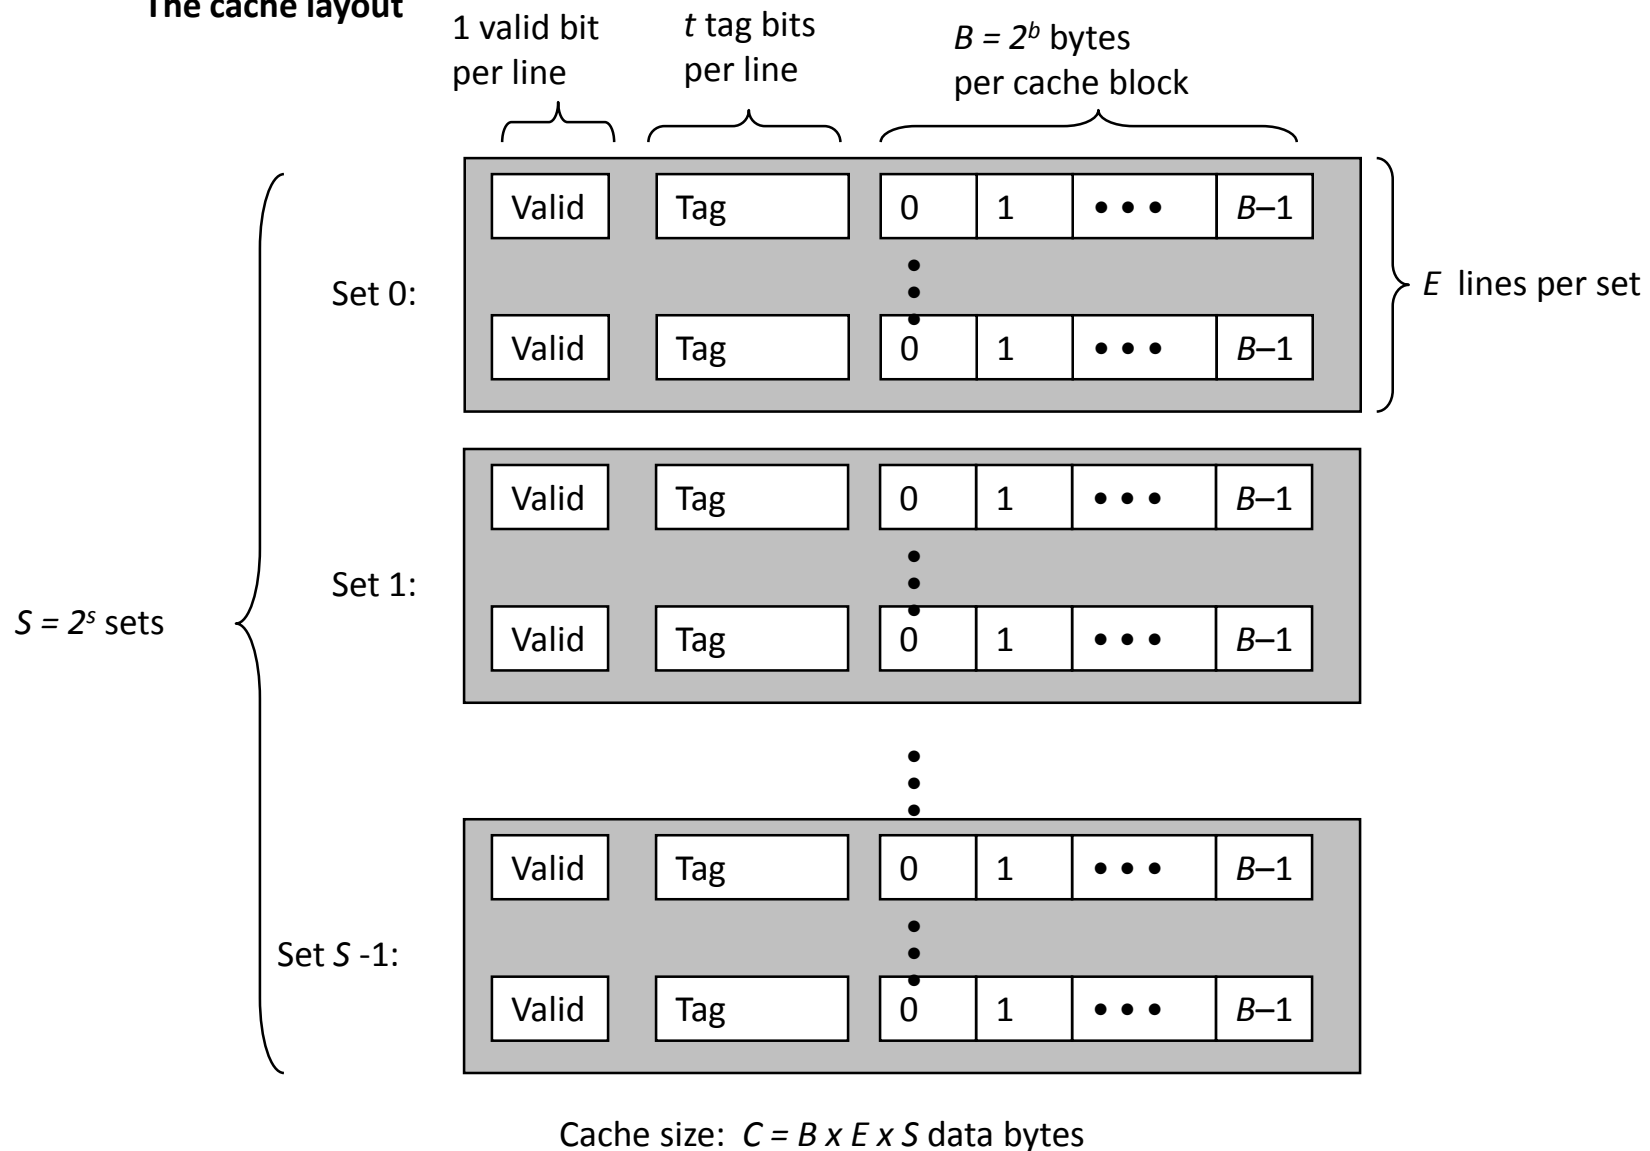 The cache layout
1 valid bit
per line
t tag bits
per line
B = 2^b bytes
per cache block
Valid Tag 0 1 • • • B–1
Set 0:
E lines per set
Valid Tag 0 1 • • • B–1
Valid Tag 0 1 • • • B–1
Set 1:
Valid Tag 0 1 • • • B–1
S = 2^s sets
Valid Tag 0 1 • • • B–1
Set S -1:
Valid Tag 0 1 • • • B–1
Cache size: C = B x E x S data bytes